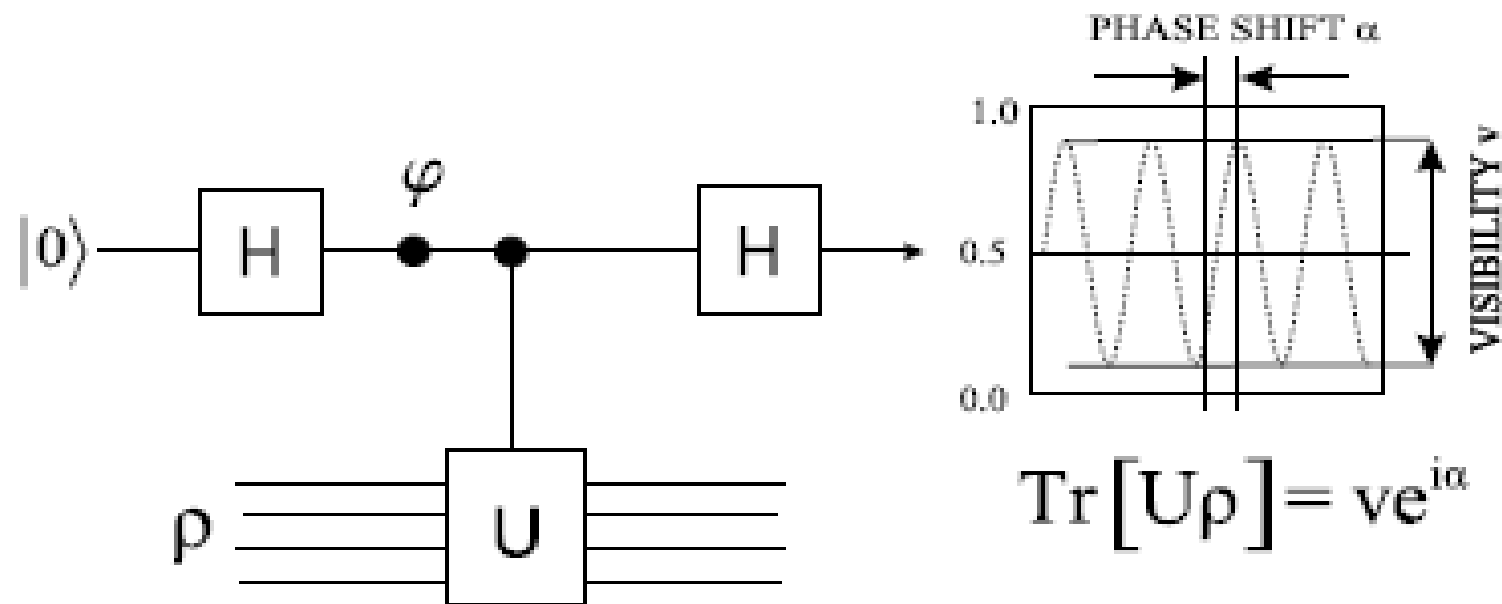 PHASE SHIFT α
1.0
φ
|0⟩
H
H
0.5
VISIBILITY v
0.0
ρ
U
Tr[Uρ] = ve^{iα}